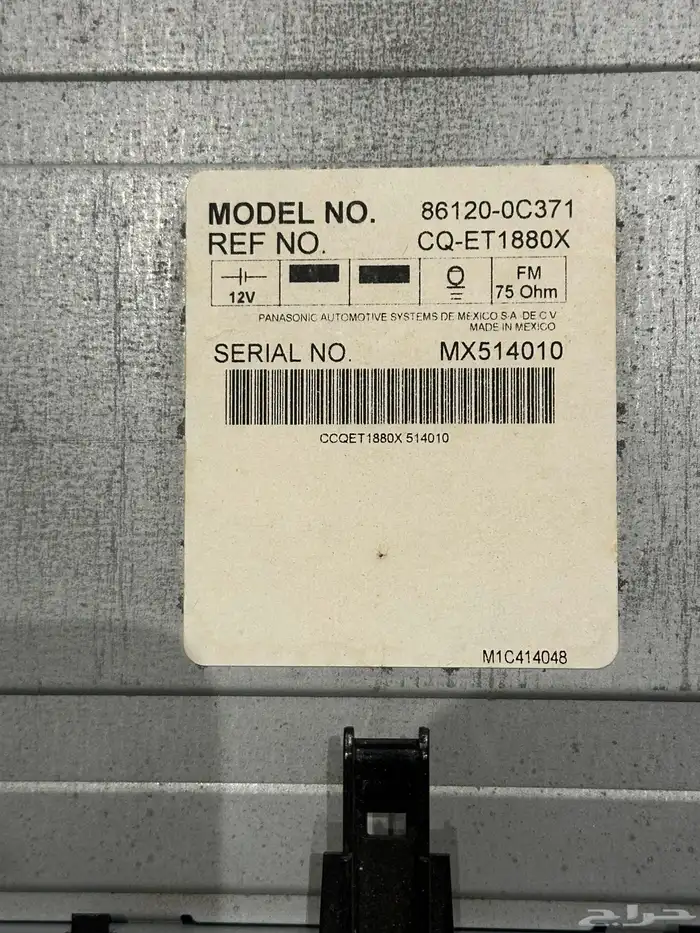 MODEL NO. 86120-0C371
REF NO. CQ-ET1880X
12V
FM
75 Ohm
PANASONIC AUTOMOTIVE SYSTEMS DE MEXICO S.A. DE C.V.
MADE IN MEXICO
SERIAL NO. MX514010
CCQET1880X 514010
M1C414048
حراج